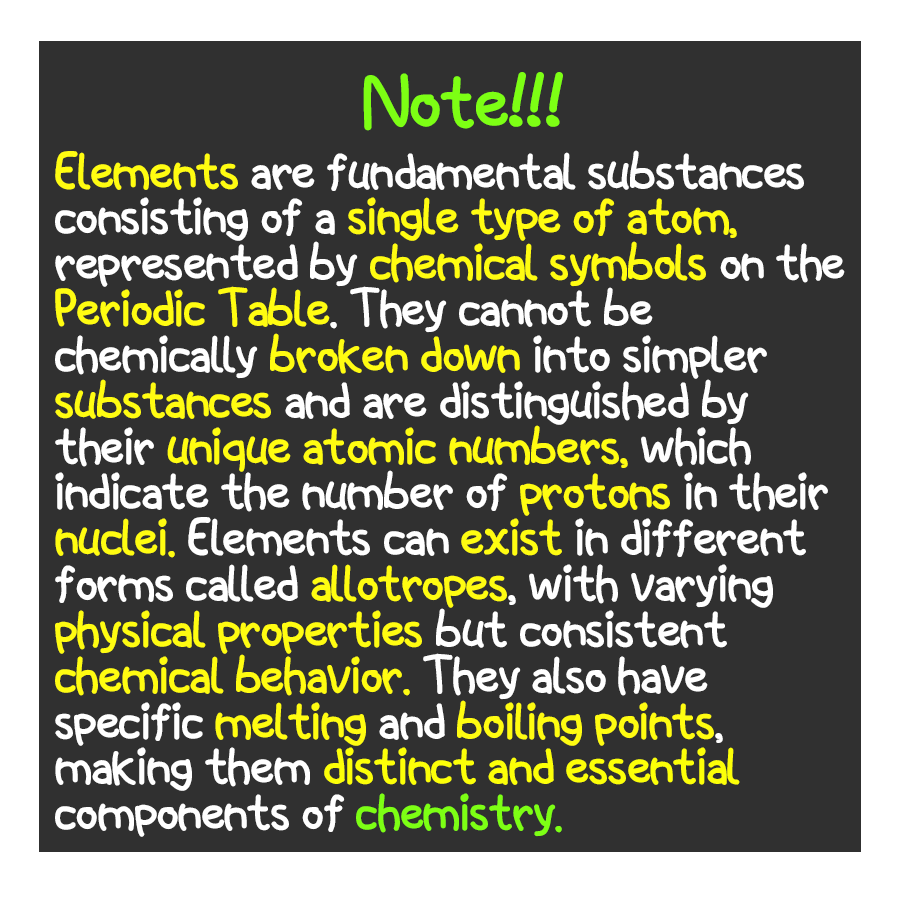 Note!!!
Elements are fundamental substances
consisting of a single type of atom,
represented by chemical symbols on the
Periodic Table. They cannot be
chemically broken down into simpler
substances and are distinguished by
their unique atomic numbers, which
indicate the number of protons in their
nuclei. Elements can exist in different
forms called allotropes, with varying
physical properties but consistent
chemical behavior. They also have
specific melting and boiling points,
making them distinct and essential
components of chemistry.